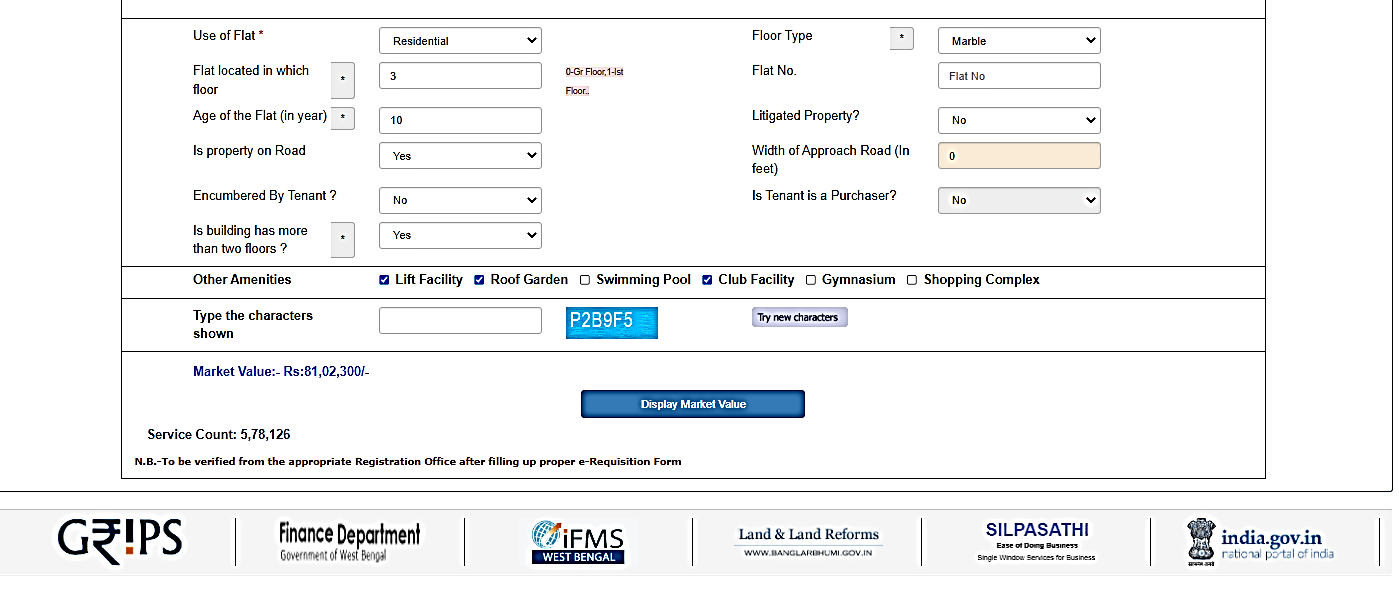 Use of Flat * Residential Floor Type * Marble
Flat located in which floor * 3 0-Gr Floor,1-Ist Floor.. Flat No. Flat No
Age of the Flat (in year) * 10 Litigated Property? No
Is property on Road Yes Width of Approach Road (In feet) 0
Encumbered By Tenant ? No Is Tenant is a Purchaser? No
Is building has more than two floors ? * Yes
Other Amenities Lift Facility Roof Garden Swimming Pool Club Facility Gymnasium Shopping Complex
Type the characters shown P2B9F5 Try new characters
Market Value:- Rs:81,02,300/-
Display Market Value
Service Count: 5,78,126
N.B.-To be verified from the appropriate Registration Office after filling up proper e-Requisition Form
GR₹!PS
Finance Department
Government of West Bengal
iFMS
WEST BENGAL
Land & Land Reforms
WWW.BANGLARBHUMI.GOV.IN
SILPASATHI
Ease of Doing Business
Single Window Services for Business
सत्यमेव जयते
india.gov.in
national portal of india